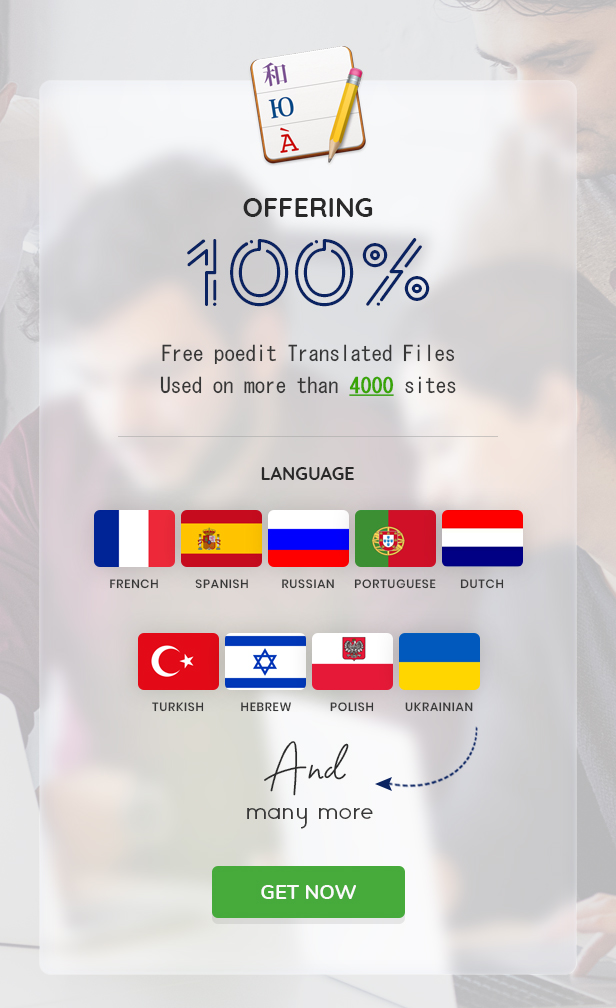 和
Ю
À
OFFERING
100%
Free poedit Translated Files
Used on more than 4000 sites
LANGUAGE
FRENCH SPANISH RUSSIAN PORTUGUESE DUTCH
TURKISH HEBREW POLISH UKRAINIAN
And
many more
GET NOW